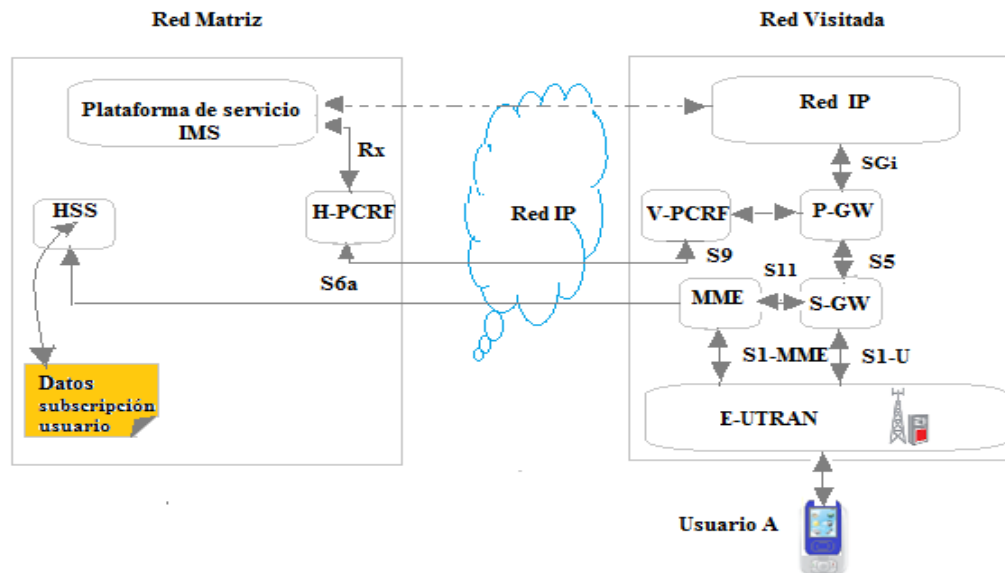 Red Matriz
Red Visitada
Plataforma de servicio
IMS
Red IP
Rx
SGi
HSS
H-PCRF
Red IP
V-PCRF
P-GW
S9
S6a
S11
S5
MME
S-GW
S1-MME
S1-U
Datos
subscripción
usuario
E-UTRAN
Usuario A